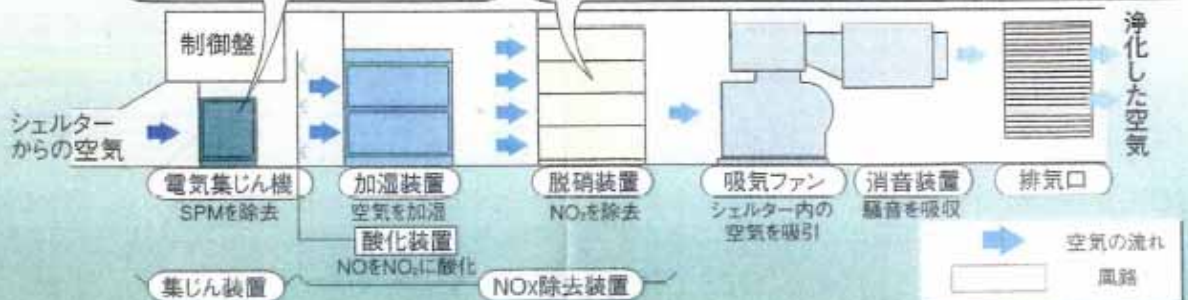 制御盤
シェルター
からの空気
電気集じん機
SPMを除去
加湿装置
空気を加湿
酸化装置
NOをNO₂に酸化
脱硝装置
NO₂を除去
吸気ファン
シェルター内の
空気を吸引
消音装置
騒音を吸収
排気口
浄化した空気
集じん装置
NOx除去装置
空気の流れ
風路